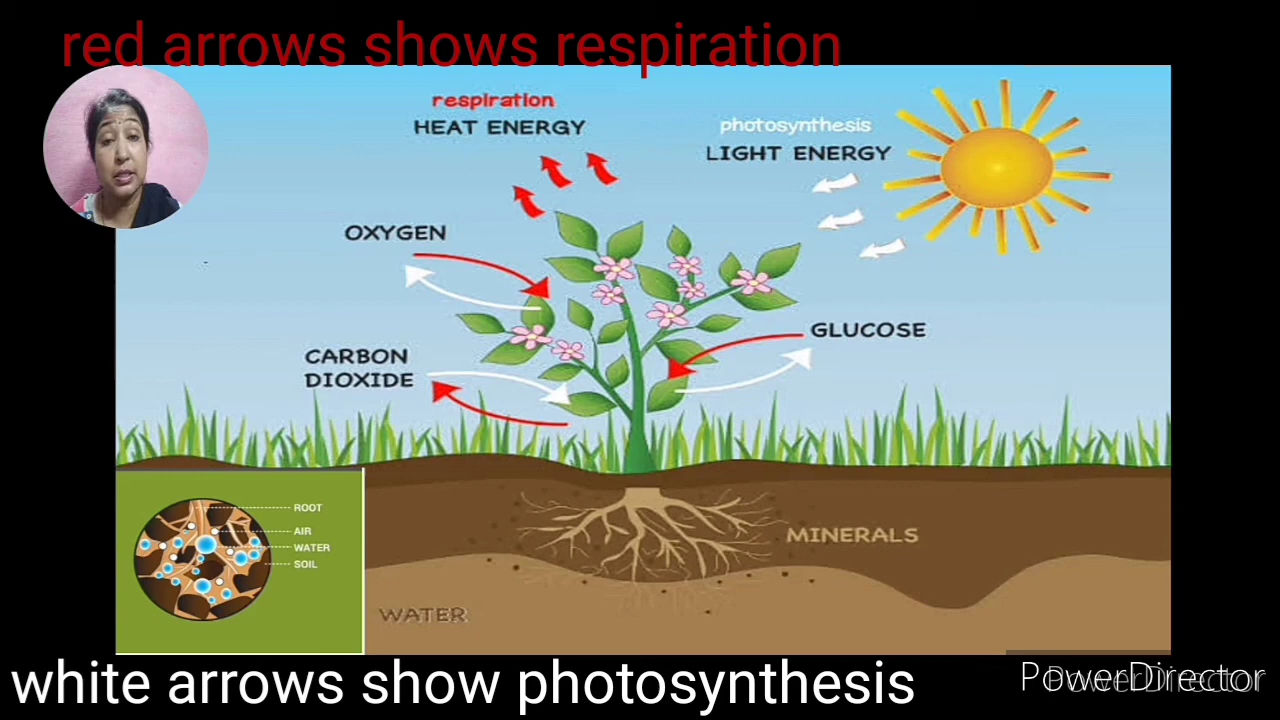 red arrows shows respiration
respiration
HEAT ENERGY
photosynthesis
LIGHT ENERGY
OXYGEN
GLUCOSE
CARBON
DIOXIDE
ROOT
AIR
WATER
SOIL
MINERALS
WATER
white arrows show photosynthesis
PowerDirector